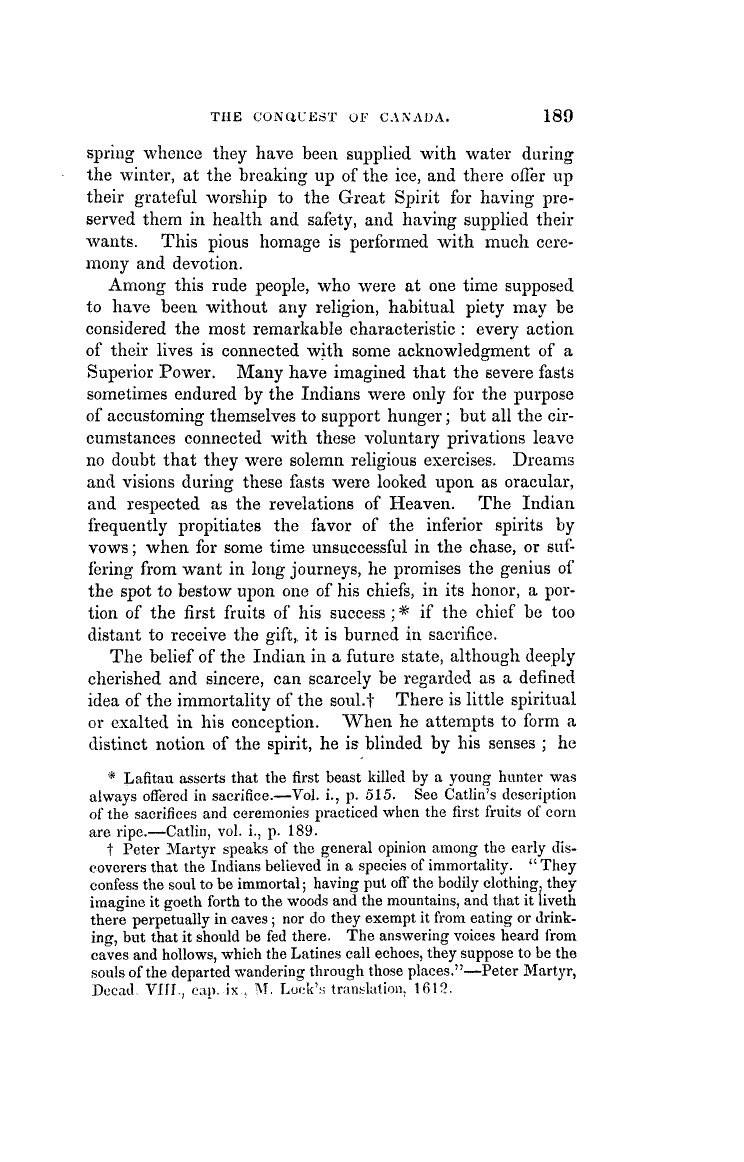 THE CONQUEST OF CANADA. 189
spring whence they have been supplied with water during
the winter, at the breaking up of the ice, and there offer up
their grateful worship to the Great Spirit for having pre-
served them in health and safety, and having supplied their
wants. This pious homage is performed with much cere-
mony and devotion.
Among this rude people, who were at one time supposed
to have been without any religion, habitual piety may be
considered the most remarkable characteristic : every action
of their lives is connected with some acknowledgment of a
Superior Power. Many have imagined that the severe fasts
sometimes endured by the Indians were only for the purpose
of accustoming themselves to support hunger ; but all the cir-
cumstances connected with these voluntary privations leave
no doubt that they were solemn religious exercises. Dreams
and visions during these fasts were looked upon as oracular,
and respected as the revelations of Heaven. The Indian
frequently propitiates the favor of the inferior spirits by
vows ; when for some time unsuccessful in the chase, or suf-
fering from want in long journeys, he promises the genius of
the spot to bestow upon one of his chiefs, in its honor, a por-
tion of the first fruits of his success ;* if the chief be too
distant to receive the gift, it is burned in sacrifice.
The belief of the Indian in a future state, although deeply
cherished and sincere, can scarcely be regarded as a defined
idea of the immortality of the soul.† There is little spiritual
or exalted in his conception. When he attempts to form a
distinct notion of the spirit, he is blinded by his senses ; he
* Lafitau asserts that the first beast killed by a young hunter was
always offered in sacrifice.—Vol. i., p. 515. See Catlin's description
of the sacrifices and ceremonies practiced when the first fruits of corn
are ripe.—Catlin, vol. i., p. 189.
† Peter Martyr speaks of the general opinion among the early dis-
coverers that the Indians believed in a species of immortality. "They
confess the soul to be immortal ; having put off the bodily clothing, they
imagine it goeth forth to the woods and the mountains, and that it liveth
there perpetually in caves ; nor do they exempt it from eating or drink-
ing, but that it should be fed there. The answering voices heard from
caves and hollows, which the Latines call echoes, they suppose to be the
souls of the departed wandering through those places."—Peter Martyr,
Decad. VIII., cap. ix., M. Lock's translation, 1612.